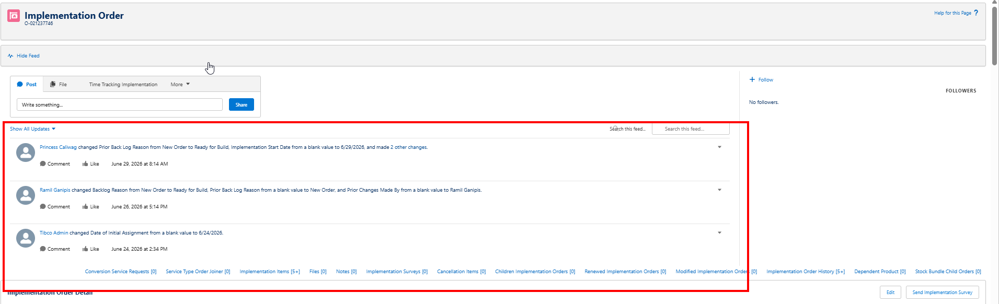 Implementation Order
O-021237746
Help for this Page ?
Hide Feed
Post File Time Tracking Implementation More
Write something... Share
Follow
FOLLOWERS
No followers.
Show All Updates
Search this feed... Search this feed...
Princess Caliwag changed Prior Back Log Reason from New Order to Ready for Build, Implementation Start Date from a blank value to 6/29/2026, and made 2 other changes.
Comment Like June 29, 2026 at 8:14 AM
Ramil Ganipis changed Backlog Reason from New Order to Ready for Build, Prior Back Log Reason from a blank value to New Order, and Prior Changes Made By from a blank value to Ramil Ganipis.
Comment Like June 26, 2026 at 5:14 PM
Tibco Admin changed Date of Initial Assignment from a blank value to 6/24/2026.
Comment Like June 24, 2026 at 2:34 PM
Conversion Service Requests [0] Service Type Order Joiner [0] Implementation Items [5+] Files [0] Notes [0] Implementation Surveys [0] Cancellation Items [0] Children Implementation Orders [0] Renewed Implementation Orders [0] Modified Implementation Orders [0] Implementation Order History [5+] Dependent Product [0] Stock Bundle Child Orders [0]
Implementation Order Detail
Edit Send Implementation Survey